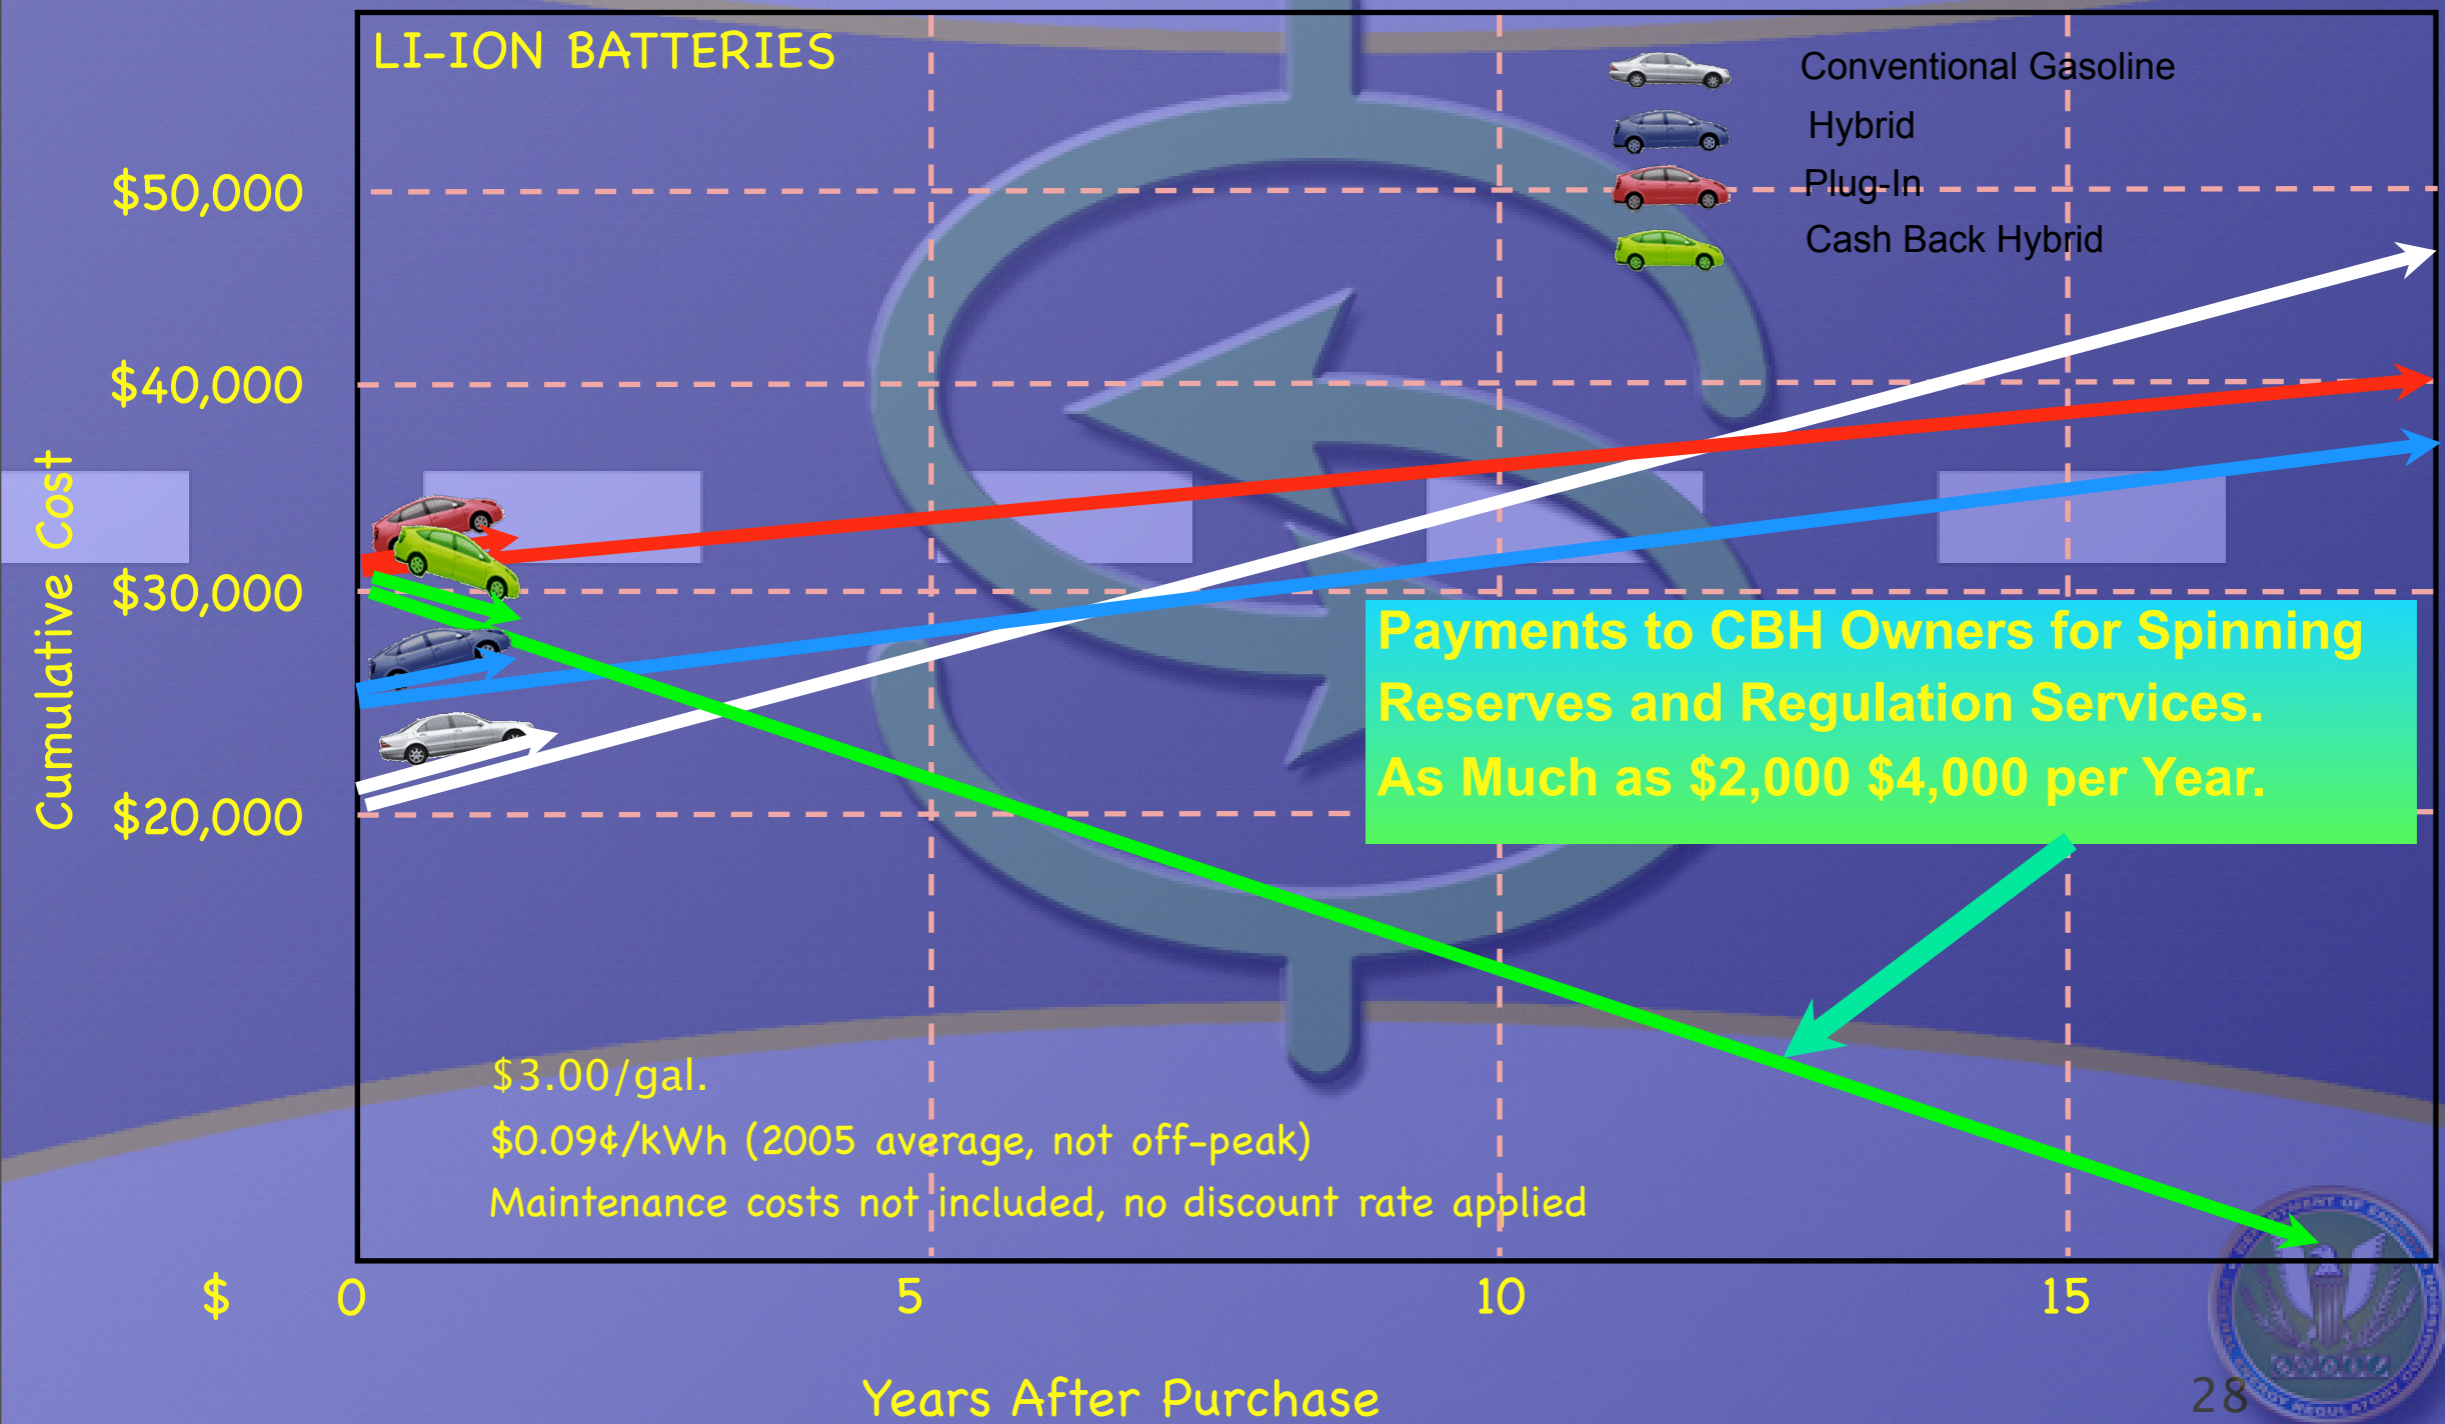 LI-ION BATTERIES
Conventional Gasoline
Hybrid
Plug-In
Cash Back Hybrid
$50,000
$40,000
$30,000
$20,000
Cumulative Cost
Payments to CBH Owners for Spinning
Reserves and Regulation Services.
As Much as $2,000 $4,000 per Year.
$3.00/gal.
$0.09¢/kWh (2005 average, not off-peak)
Maintenance costs not included, no discount rate applied
$ 0 5 10 15
Years After Purchase
28